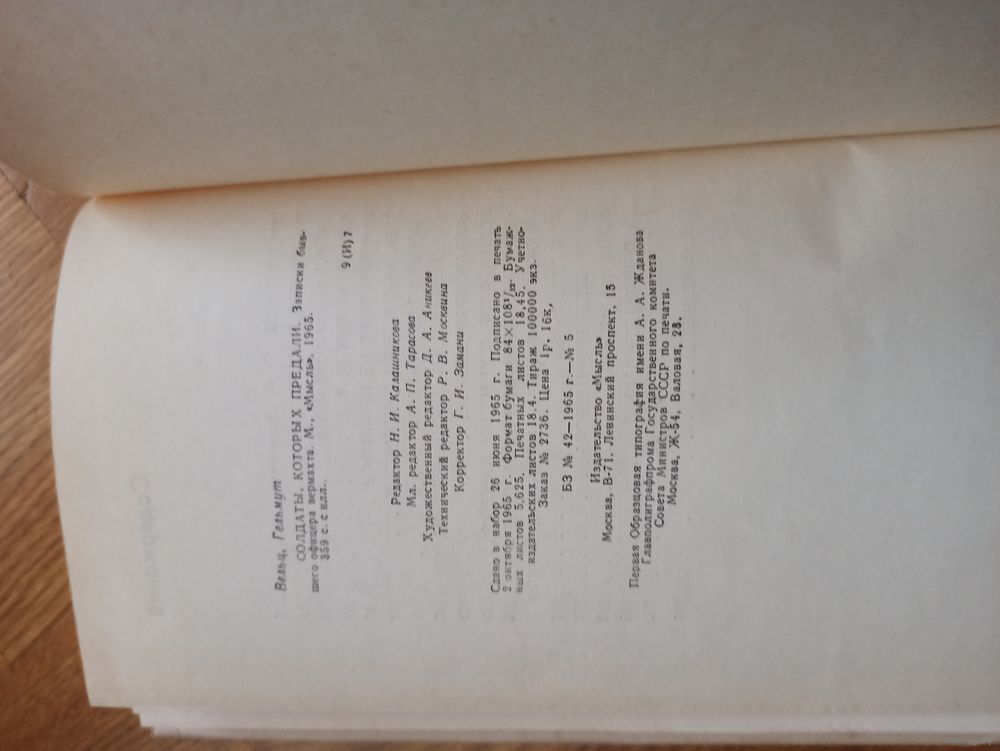 Вельц, Гельмут
СОЛДАТЫ, КОТОРЫХ ПРЕДАЛИ. Записки быв-
шего офицера вермахта. М., «Мысль», 1965.
359 с. с илл.
9(И)7
Редактор Н. И. Калашникова
Мл. редактор А. П. Тарасова
Художественный редактор Д. А. Аникеев
Технический редактор Р. В. Москвина
Корректор Г. И. Замани
Сдано в набор 26 июня 1965 г. Подписано в печать
2 октября 1965 г. Формат бумаги 84×108¹/₃₂. Бумаж-
ных листов 5,625. Печатных листов 18,45. Учетно-
издательских листов 18,4. Тираж 100000 экз.
Заказ № 2736. Цена 1р. 16к,
БЗ № 42—1965 г.—№ 5
Издательство «Мысль»
Москва, В-71, Ленинский проспект, 15
Первая Образцовая типография имени А. А. Жданова
Главполиграфпрома Государственного комитета
Совета Министров СССР по печати.
Москва, Ж-54, Валовая, 28.